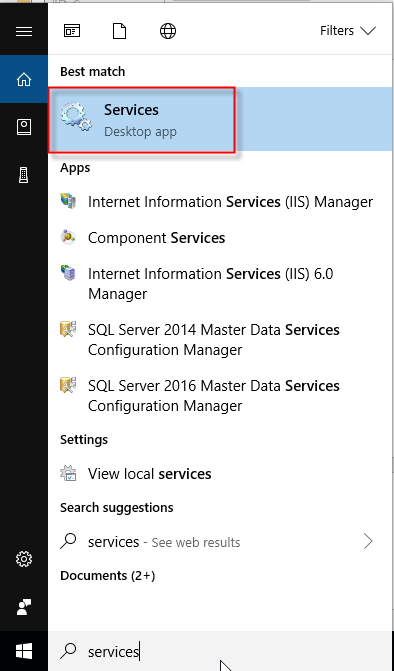 Filters
Best match
Services
Desktop app
Apps
Internet Information Services (IIS) Manager
Component Services
Internet Information Services (IIS) 6.0
Manager
SQL Server 2014 Master Data Services
Configuration Manager
SQL Server 2016 Master Data Services
Configuration Manager
Settings
View local services
Search suggestions
services - See web results
Documents (2+)
services